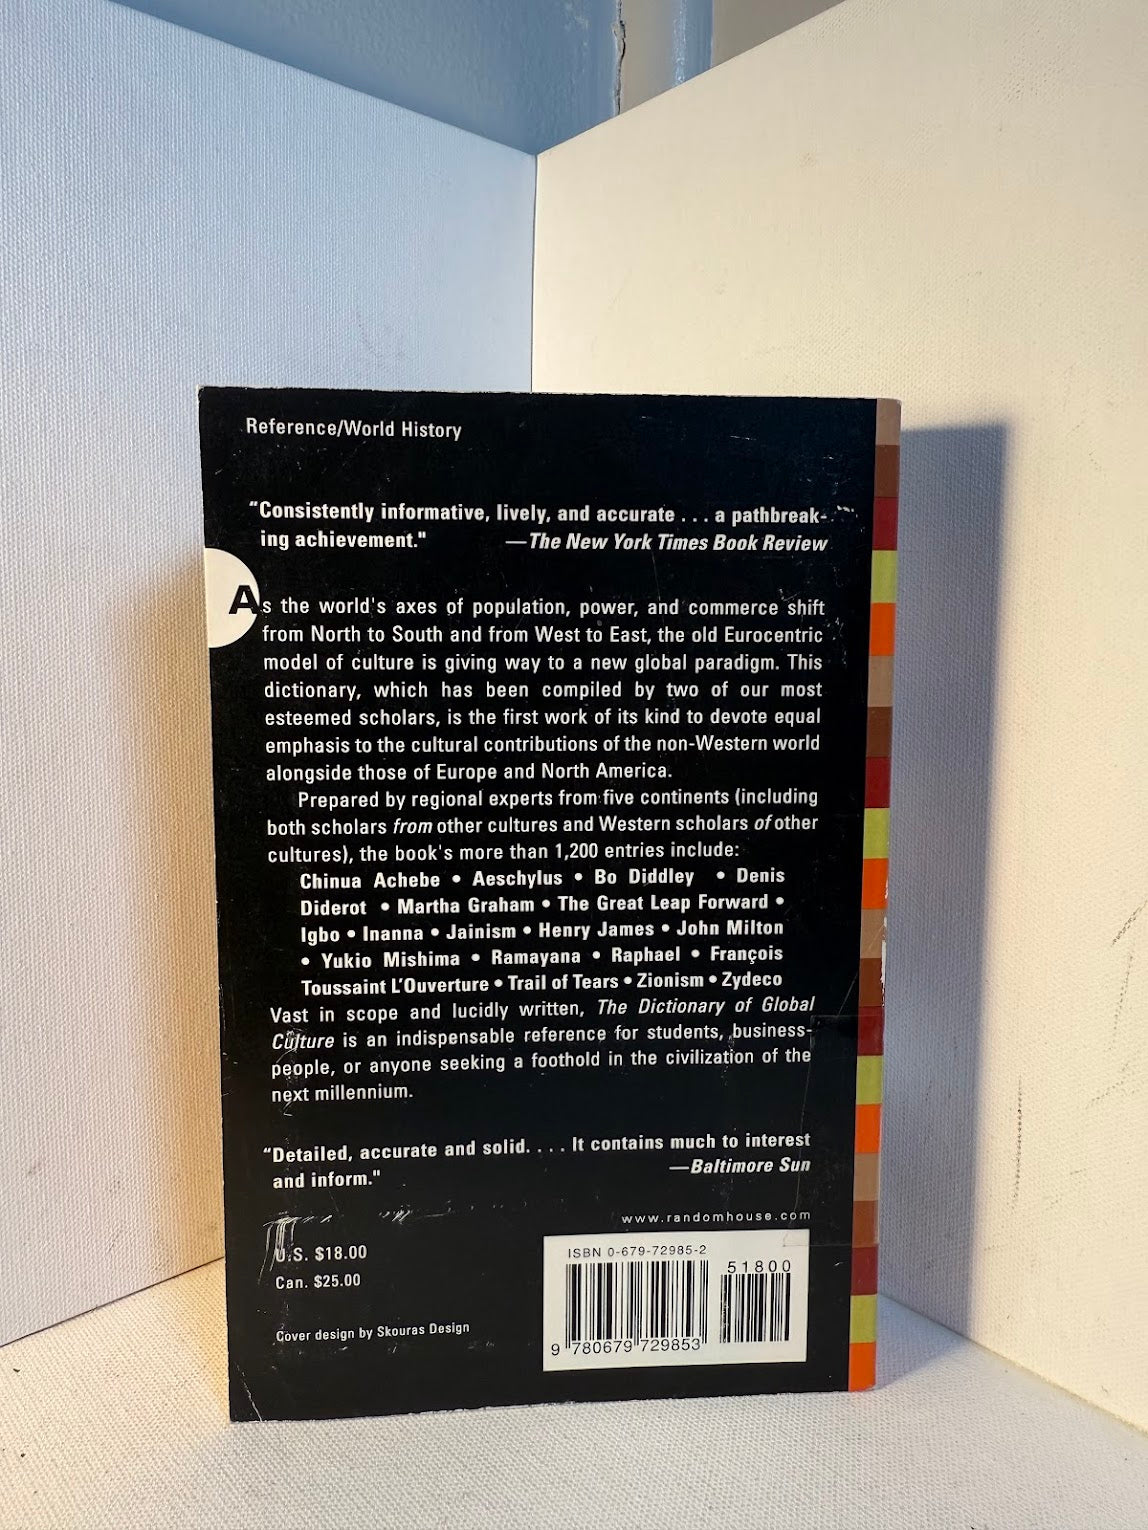 Reference/World History
"Consistently informative, lively, and accurate . . . a pathbreak-
ing achievement." —The New York Times Book Review
As the world's axes of population, power, and commerce shift
from North to South and from West to East, the old Eurocentric
model of culture is giving way to a new global paradigm. This
dictionary, which has been compiled by two of our most
esteemed scholars, is the first work of its kind to devote equal
emphasis to the cultural contributions of the non-Western world
alongside those of Europe and North America.
Prepared by regional experts from five continents (including
both scholars from other cultures and Western scholars of other
cultures), the book's more than 1,200 entries include:
Chinua Achebe • Aeschylus • Bo Diddley • Denis
Diderot • Martha Graham • The Great Leap Forward •
Igbo • Inanna • Jainism • Henry James • John Milton
• Yukio Mishima • Ramayana • Raphael • François
Toussaint L'Ouverture • Trail of Tears • Zionism • Zydeco
Vast in scope and lucidly written, The Dictionary of Global
Culture is an indispensable reference for students, business-
people, or anyone seeking a foothold in the civilization of the
next millennium.
"Detailed, accurate and solid. . . . It contains much to interest
and inform." —Baltimore Sun
www.randomhouse.com
U.S. $18.00
Can. $25.00
Cover design by Skouras Design
ISBN 0-679-72985-2
51800
9 780679 729853